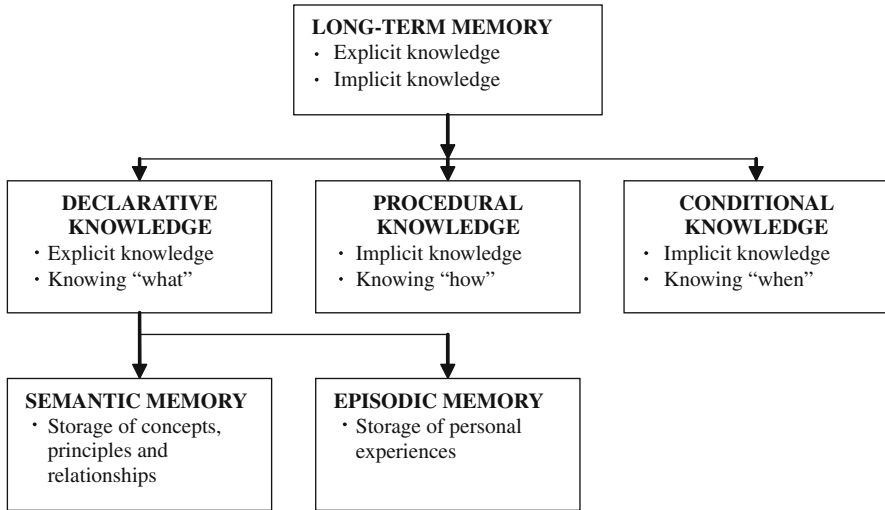 LONG-TERM MEMORY
· Explicit knowledge
· Implicit knowledge
DECLARATIVE
KNOWLEDGE
· Explicit knowledge
· Knowing “what”
PROCEDURAL
KNOWLEDGE
· Implicit knowledge
· Knowing “how”
CONDITIONAL
KNOWLEDGE
· Implicit knowledge
· Knowing “when”
SEMANTIC MEMORY
· Storage of concepts,
principles and
relationships
EPISODIC MEMORY
· Storage of personal
experiences